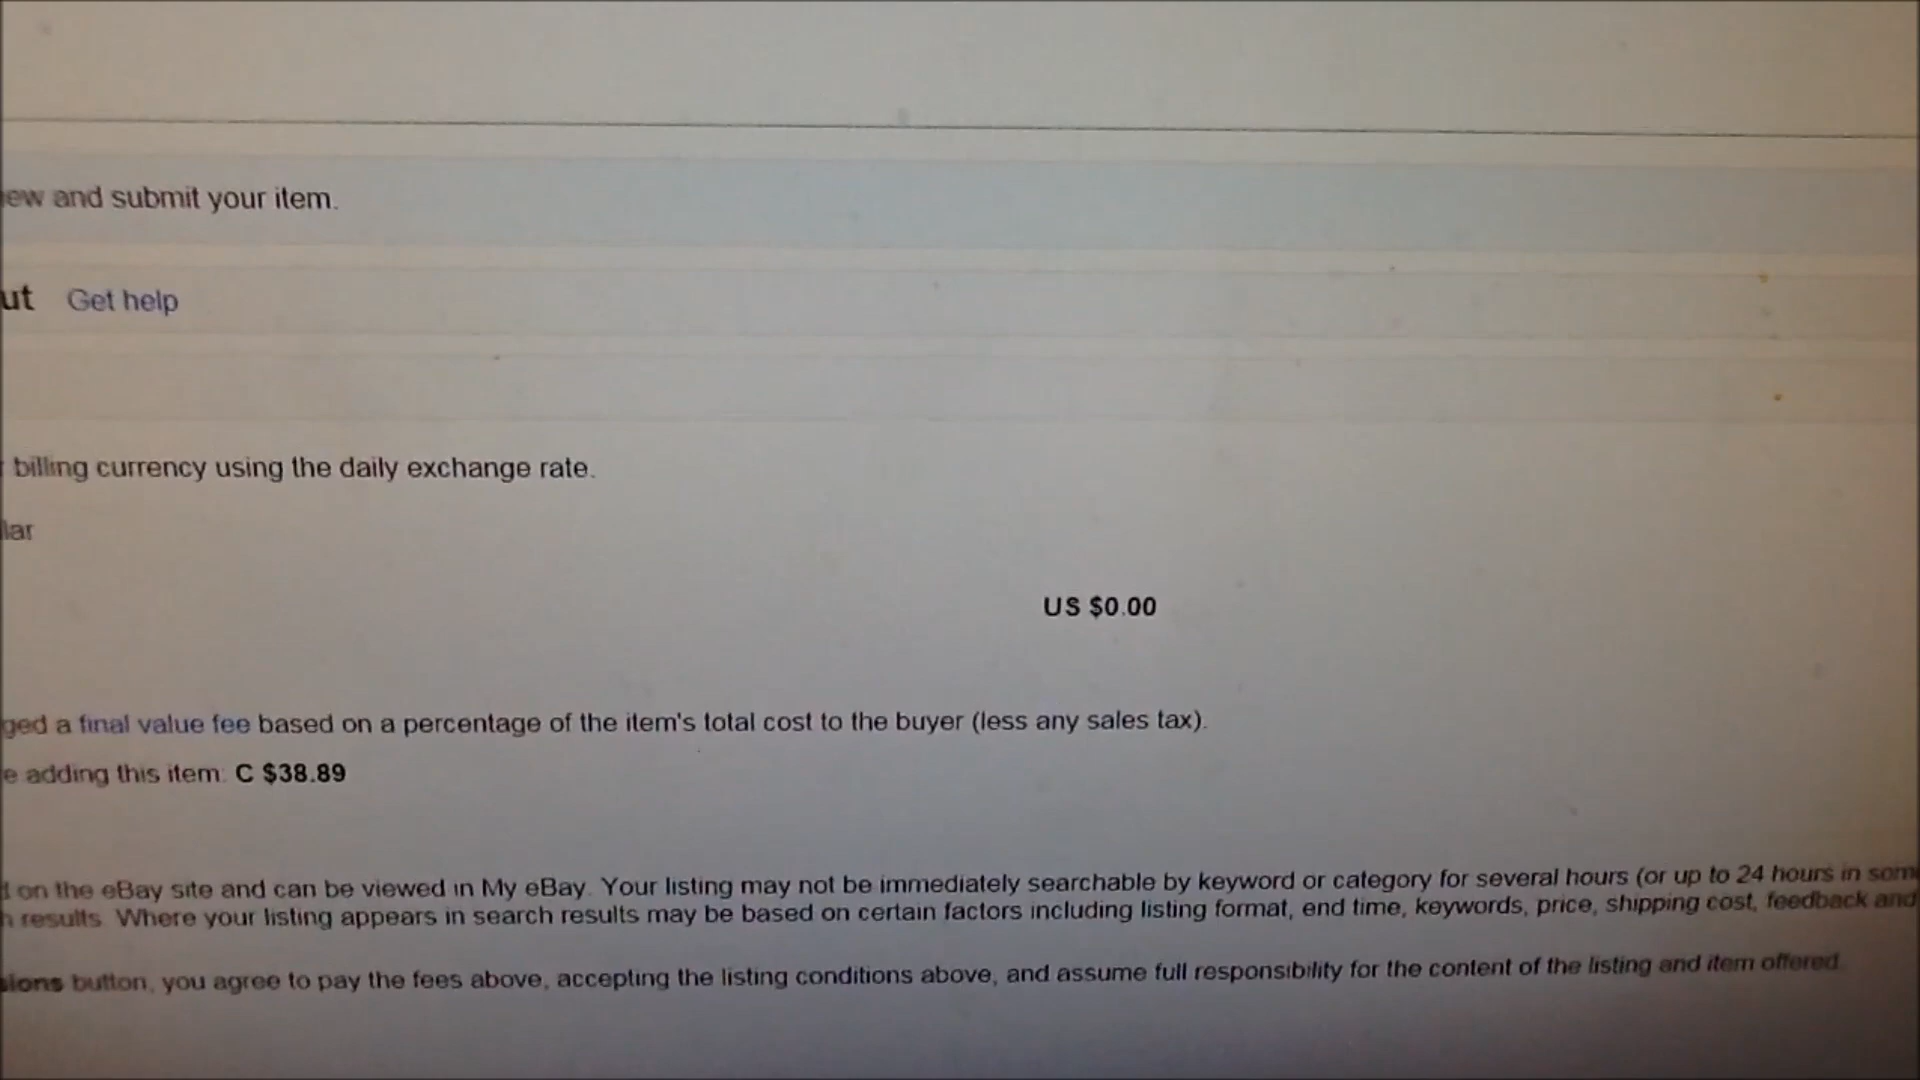 and submit your item.
Get help
billing currency using the daily exchange rate.
US $0.00
a final value fee based on a percentage of the item's total cost to the buyer (less any sales tax).
adding this item: C $38.89
on the eBay site and can be viewed in My eBay. Your listing may not be immediately searchable by keyword or category for several hours (or up to 24 hours in
results. Where your listing appears in search results may be based on certain factors including listing format, end time, keywords, price, shipping cost, feedback and
button, you agree to pay the fees above, accepting the listing conditions above, and assume full responsibility for the content of the listing and item offered.